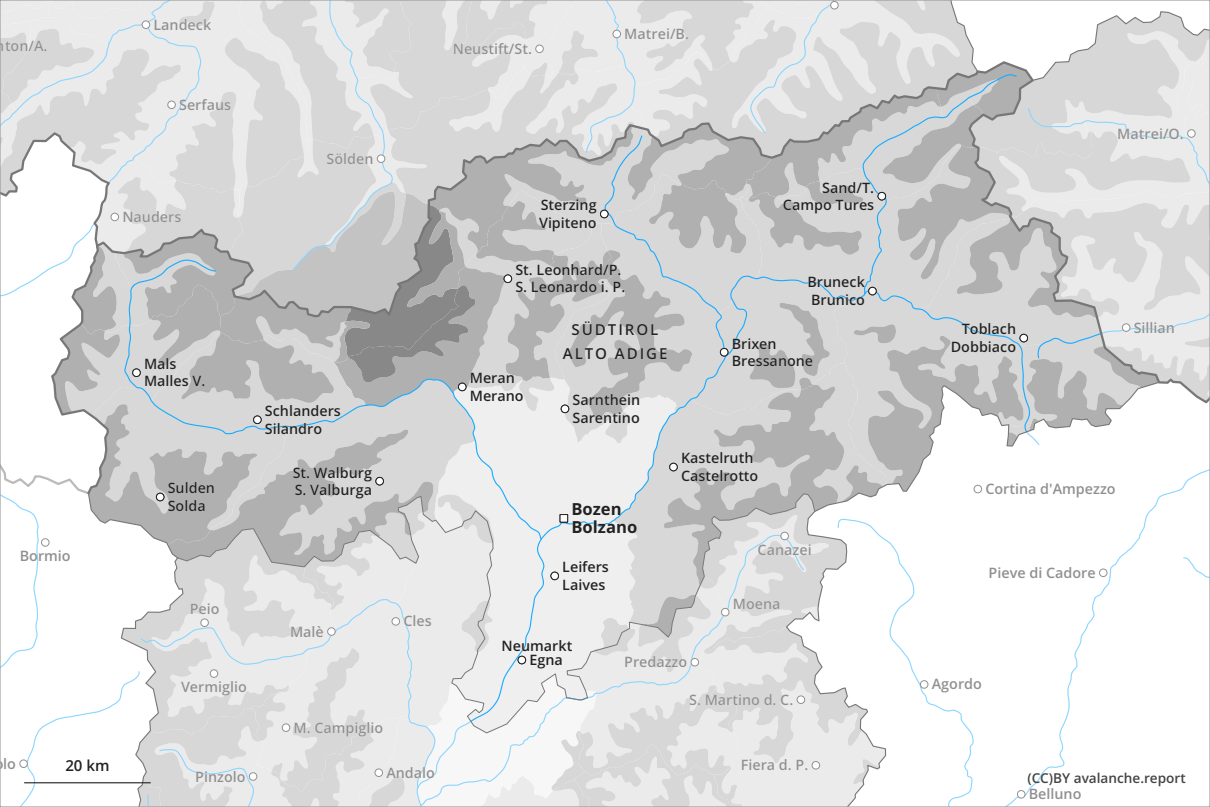 Landeck
Matrei/B.
Neustift/St.
nton/A.
Serfaus
Matrei/O.
Sölden
Nauders
Sand/T.
Campo Tures
Sterzing
Vipiteno
St. Leonhard/P.
S. Leonardo i. P.
Bruneck
Brunico
SÜDTIROL
ALTO ADIGE
Toblach
Dobbiaco
Sillian
Brixen
Bressanone
Mals
Malles V.
Meran
Merano
Sarnthein
Sarentino
Schlanders
Silandro
Kastelruth
Castelrotto
St. Walburg
S. Valburga
Sulden
Solda
Cortina d'Ampezzo
Bozen
Bolzano
Bormio
Canazei
Leifers
Laives
Pieve di Cadore
Peio
Moena
Cles
Malè
Neumarkt
Egna
Predazzo
Vermiglio
Agordo
S. Martino d. C.
M. Campiglio
Fiera d. P.
20 km
olo
Pinzolo
Andalo
(CC)BY avalanche.report
Belluno